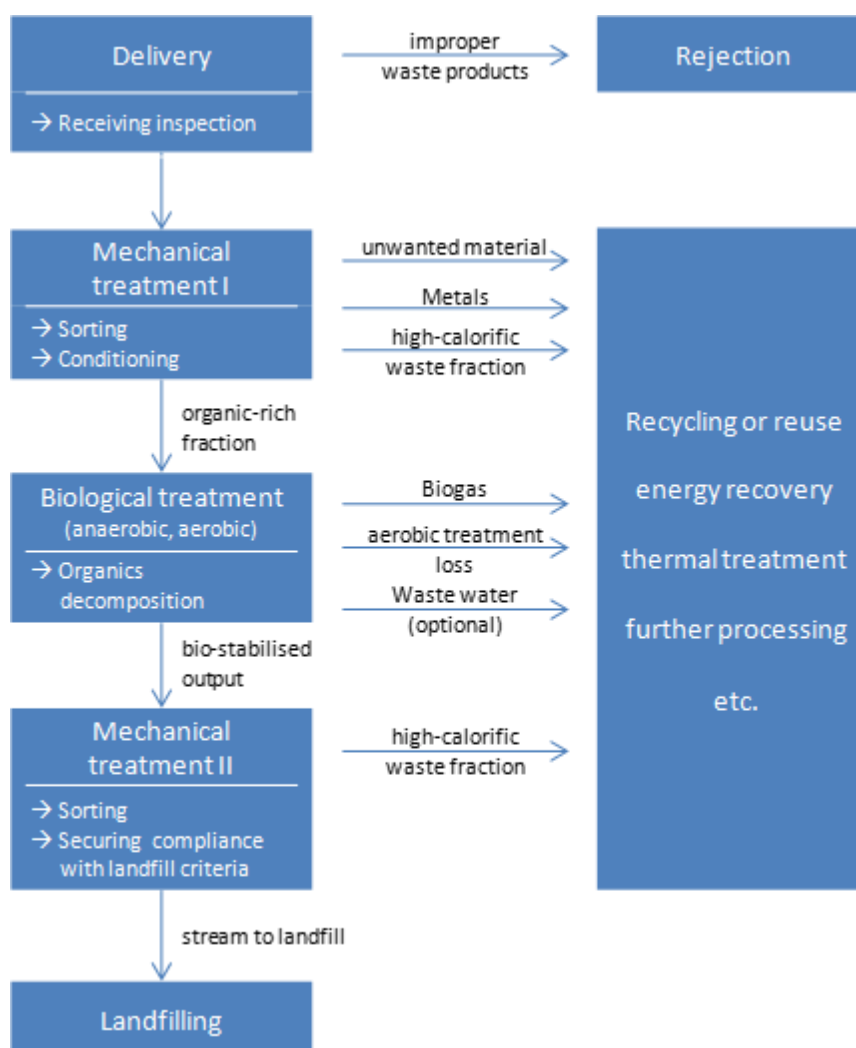 Delivery
→ Receiving inspection
improper
waste products
Rejection
Mechanical
treatment I
→ Sorting
→ Conditioning
unwanted material
Metals
high-calorific
waste fraction
organic-rich
fraction
Biological treatment
(anaerobic, aerobic)
→ Organics
decomposition
Biogas
aerobic treatment
loss
Waste water
(optional)
bio-stabilised
output
Mechanical
treatment II
→ Sorting
→ Securing compliance
with landfill criteria
high-calorific
waste fraction
Recycling or reuse
energy recovery
thermal treatment
further processing
etc.
stream to landfill
Landfilling